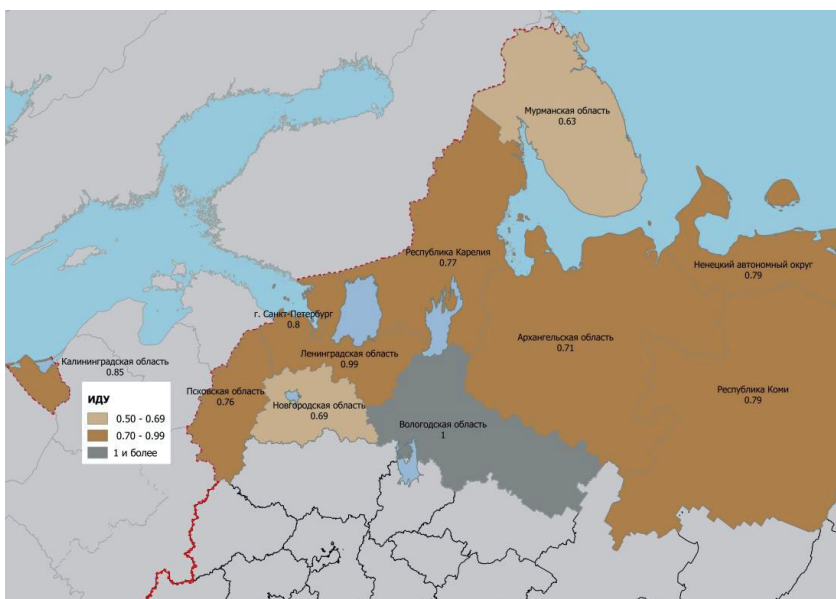 Мурманская область
0.63
Республика Карелия
0.77
Ненецкий автономный округ
0.79
г. Санкт-Петербург
0.8
Архангельская область
0.71
Ленинградская область
0.99
Калининградская область
0.85
Псковская область
0.76
Республика Коми
0.79
Новгородская область
0.69
Вологодская область
1
ИДУ
0.50 - 0.69
0.70 - 0.99
1 и более